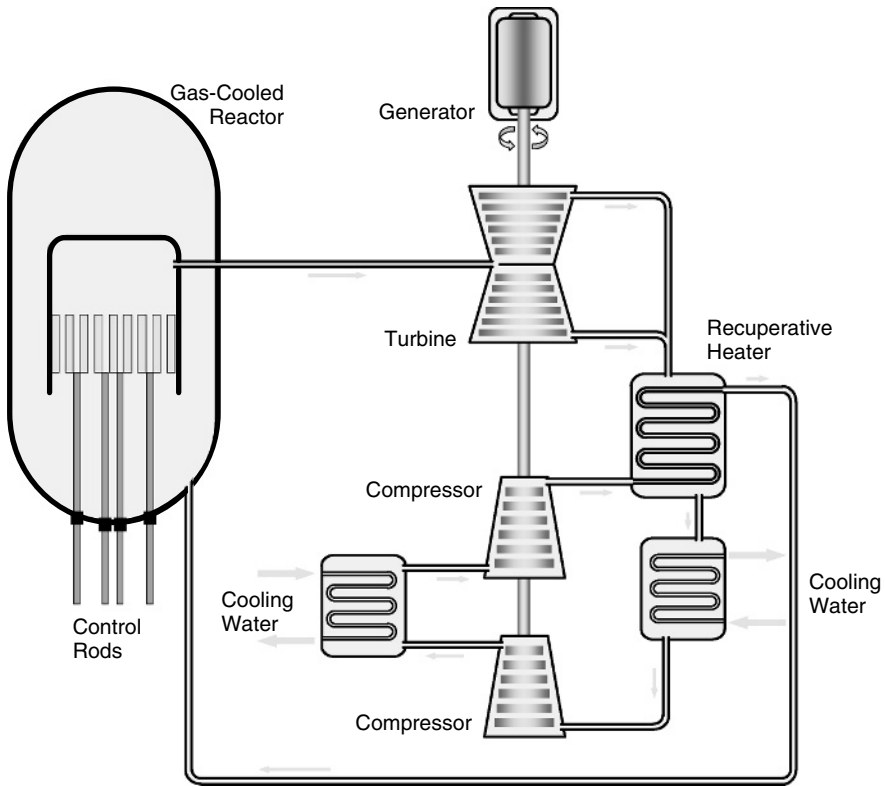 Gas-Cooled
Reactor
Generator
Turbine
Recuperative
Heater
Compressor
Cooling
Water
Cooling
Water
Control
Rods
Compressor